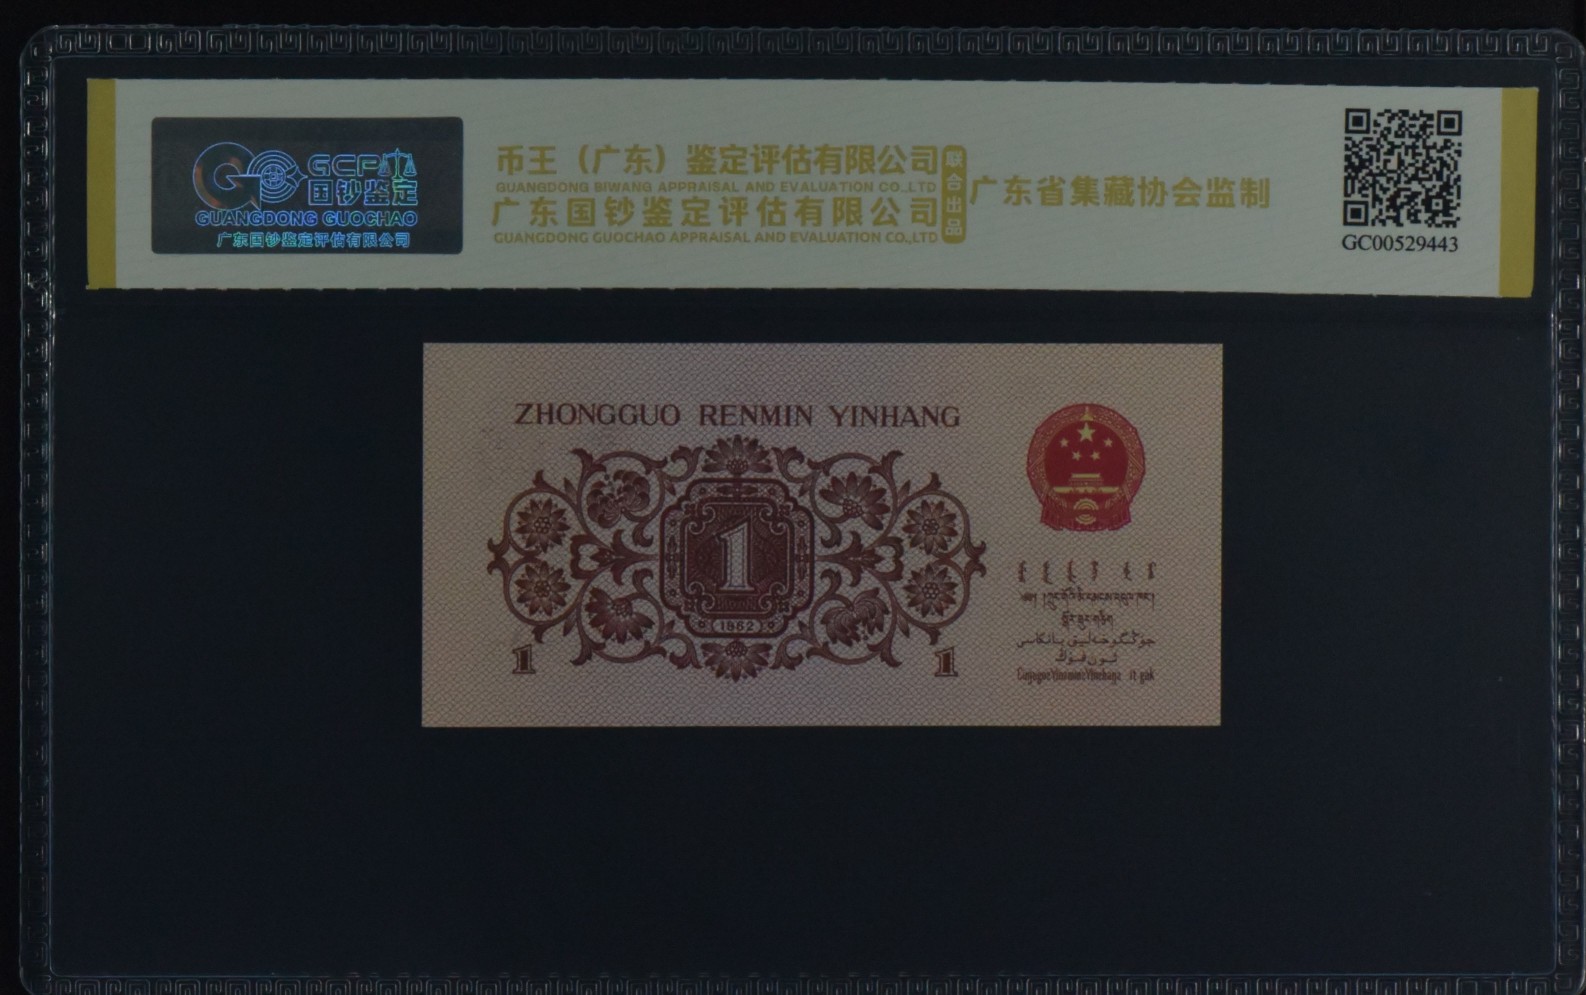 GCP
国钞鉴定
GUANGDONG GUOCHAO
广东国钞鉴定评估有限公司
币王（广东）鉴定评估有限公司
GUANGDONG BIWANG APPRAISAL AND EVALUATION CO.,LTD
广东国钞鉴定评估有限公司
GUANGDONG GUOCHAO APPRAISAL AND EVALUATION CO.,LTD
联合出品
广东省集藏协会监制
GC00529443
ZHONGGUO RENMIN YINHANG
1
1962
1
1